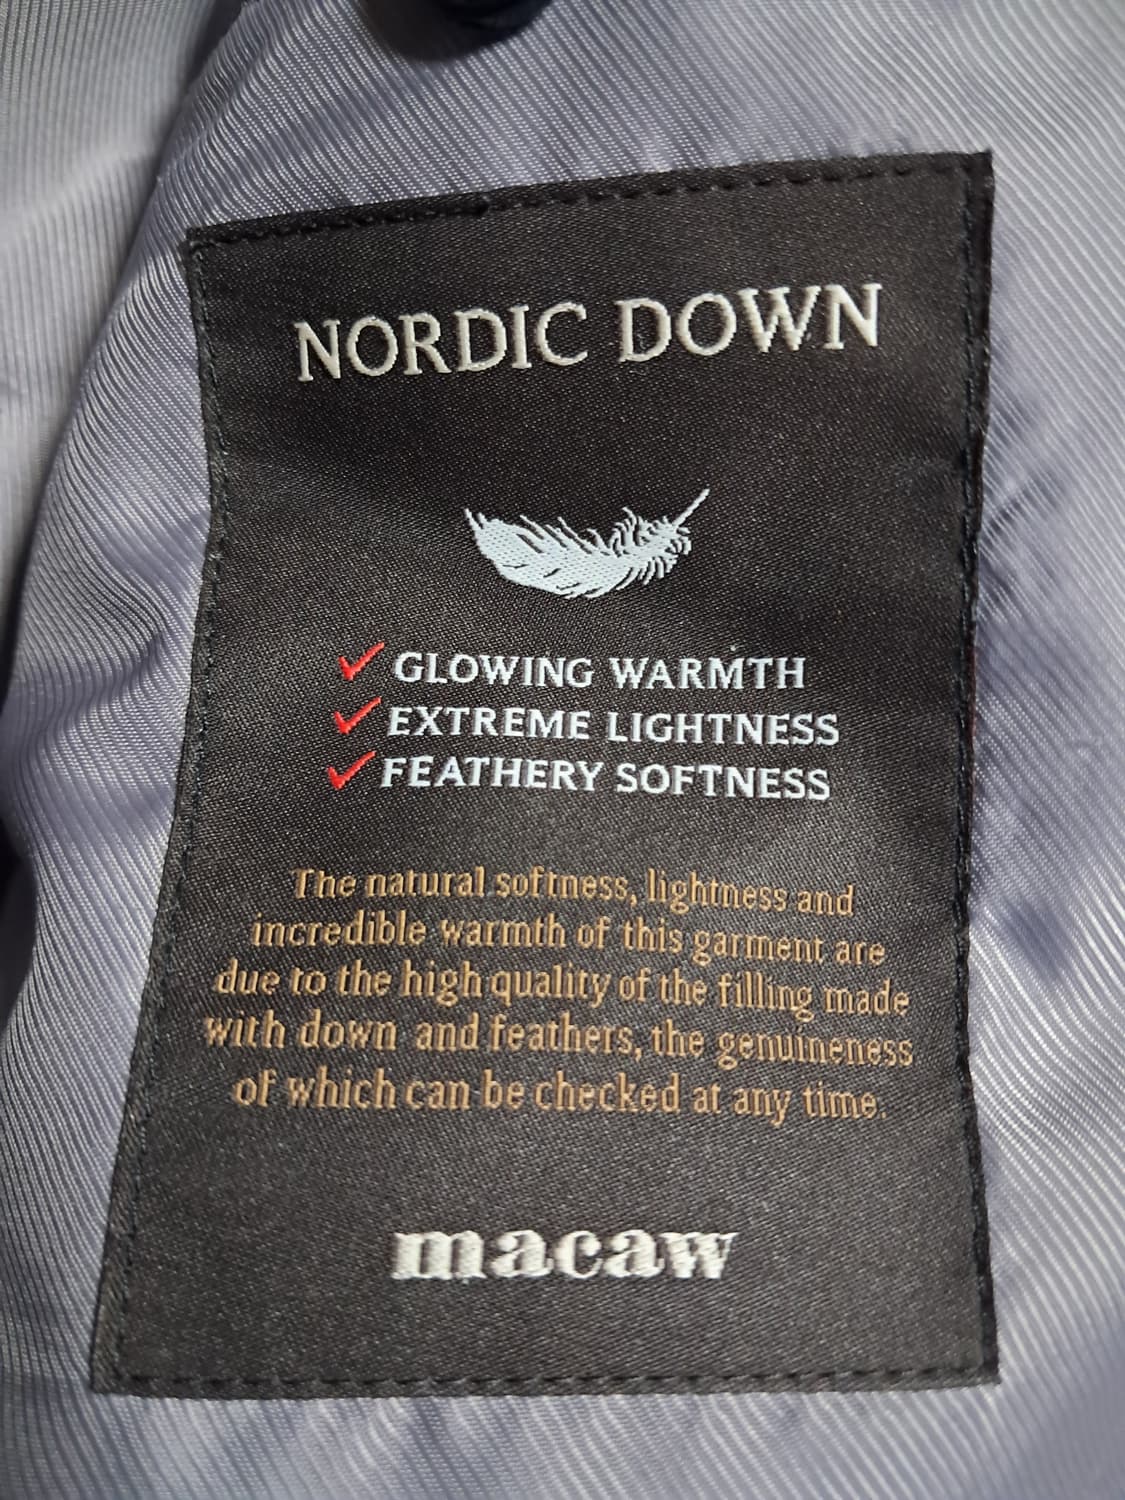 NORDIC DOWN
GLOWING WARMTH
EXTREME LIGHTNESS
FEATHERY SOFTNESS
The natural softness, lightness and
incredible warmth of this garment are
due to the high quality of the filling made
with down and feathers, the genuineness
of which can be checked at any time.
macaw